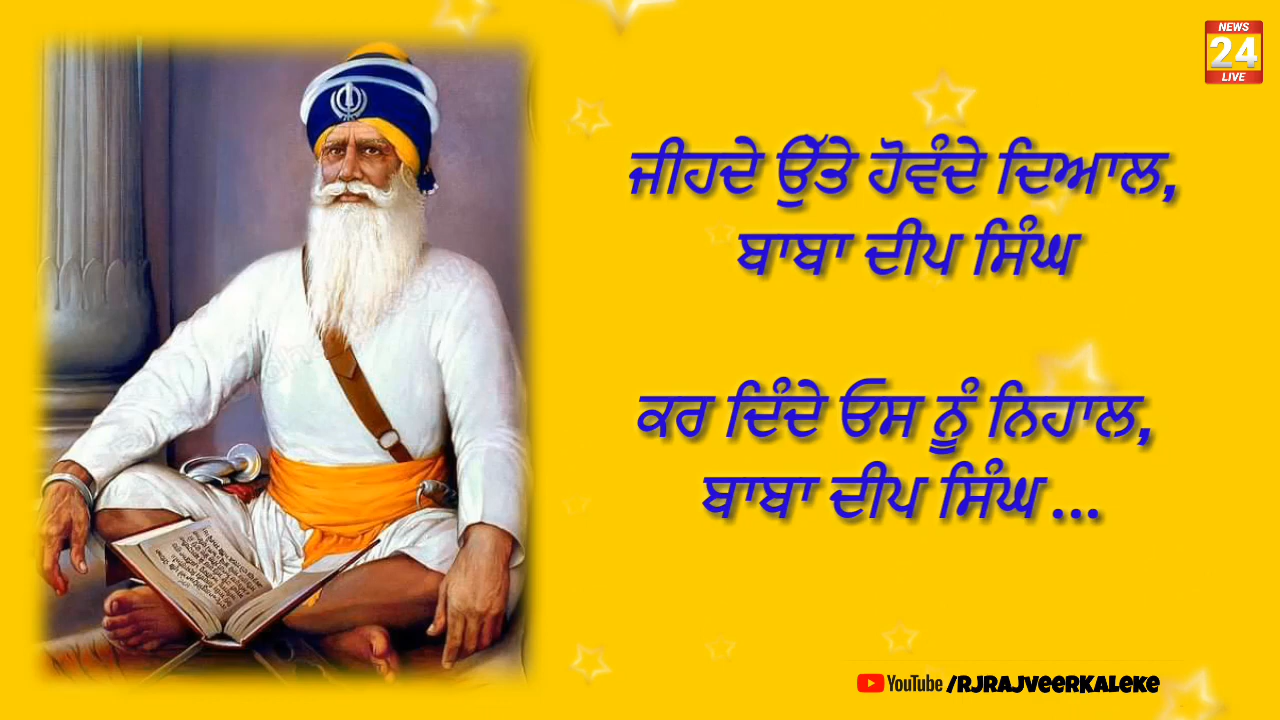 NEWS
24
LIVE
ਜੀਹਦੇ ਉੱਤੇ ਹੋਵੰਦੇ ਦਿਆਲ,
ਬਾਬਾ ਦੀਪ ਸਿੰਘ
ਕਰ ਦਿੰਦੇ ਓਸ ਨੂੰ ਨਿਹਾਲ,
ਬਾਬਾ ਦੀਪ ਸਿੰਘ ...
YouTube /RJRAJVEERKALEKE